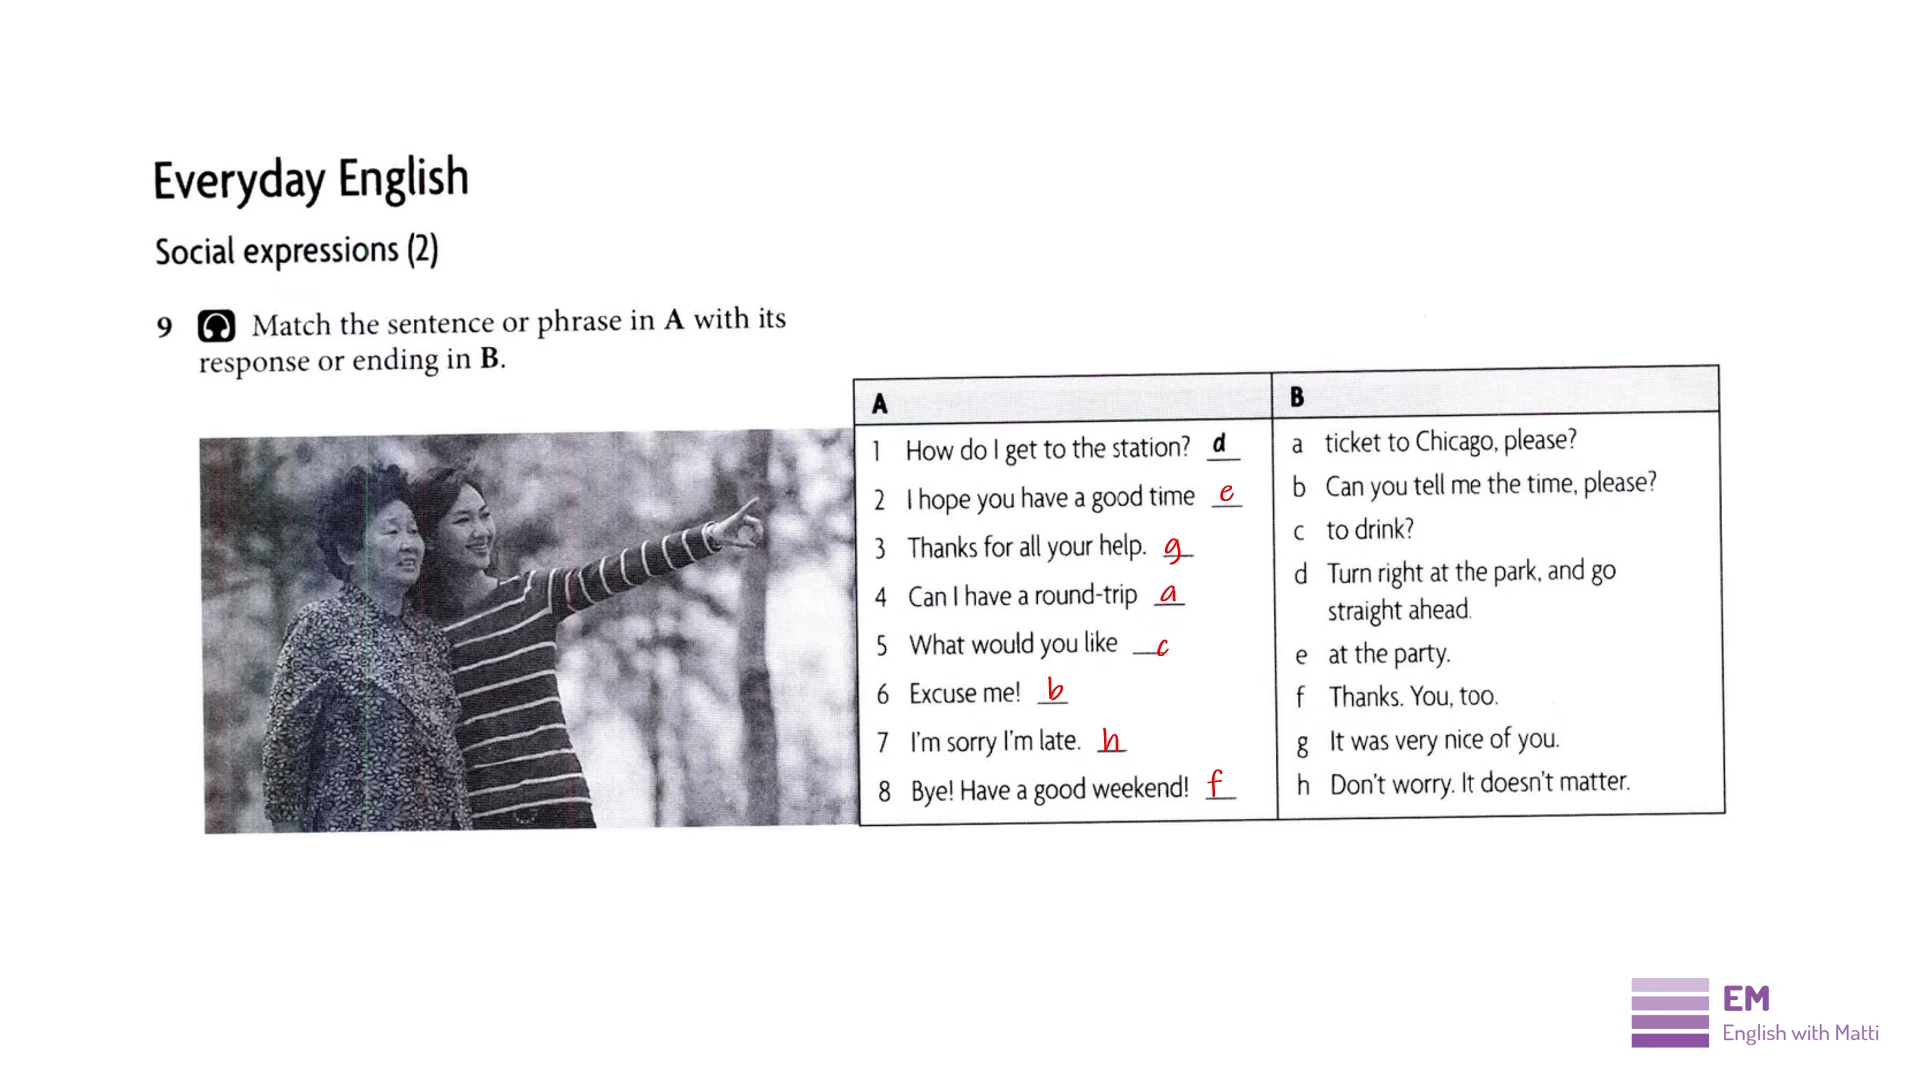 Everyday English
Social expressions (2)
9 Match the sentence or phrase in A with its
response or ending in B.
A
1 How do I get to the station? d
2 I hope you have a good time e
3 Thanks for all your help. g
4 Can I have a round-trip a
5 What would you like c
6 Excuse me! b
7 I'm sorry I'm late. h
8 Bye! Have a good weekend! f
B
a ticket to Chicago, please?
b Can you tell me the time, please?
c to drink?
d Turn right at the park, and go
straight ahead.
e at the party.
f Thanks. You, too.
g It was very nice of you.
h Don't worry. It doesn't matter.
EM
English with Matti